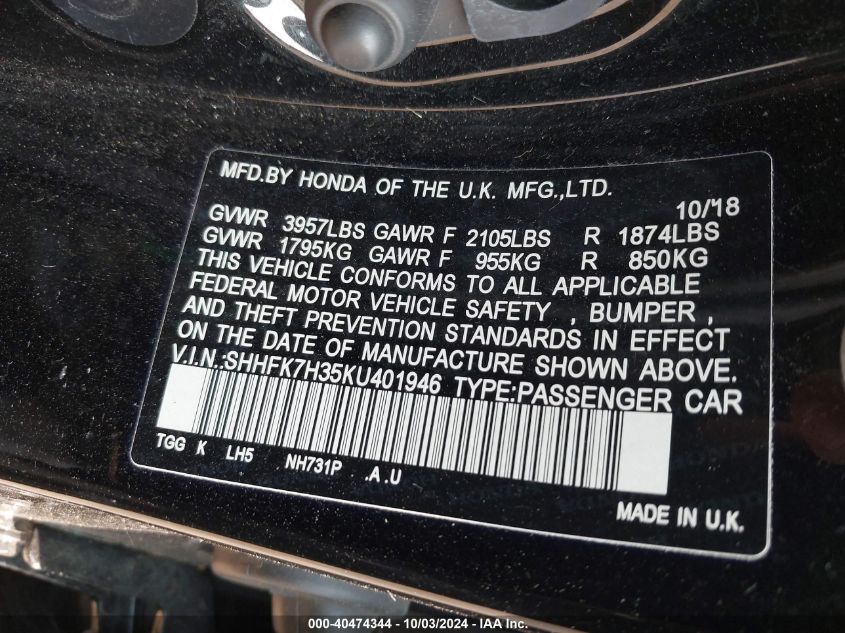 MFD.BY HONDA OF THE U.K. MFG.,LTD.
10/'18
GVWR 3957LBS GAWR F 2105LBS R 1874LBS
GVWR 1795KG GAWR F 955KG R 850KG
THIS VEHICLE CONFORMS TO ALL APPLICABLE
FEDERAL MOTOR VEHICLE SAFETY , BUMPER ,
AND THEFT PREVENTION STANDARDS IN EFFECT
ON THE DATE OF MANUFACTURE SHOWN ABOVE.
V.I.N.:SHHFK7H35KU401946 TYPE:PASSENGER CAR
TGG K LH5 NH731P .A.U
MADE IN U.K.
000-40474344 - 10/03/2024 - IAA Inc.